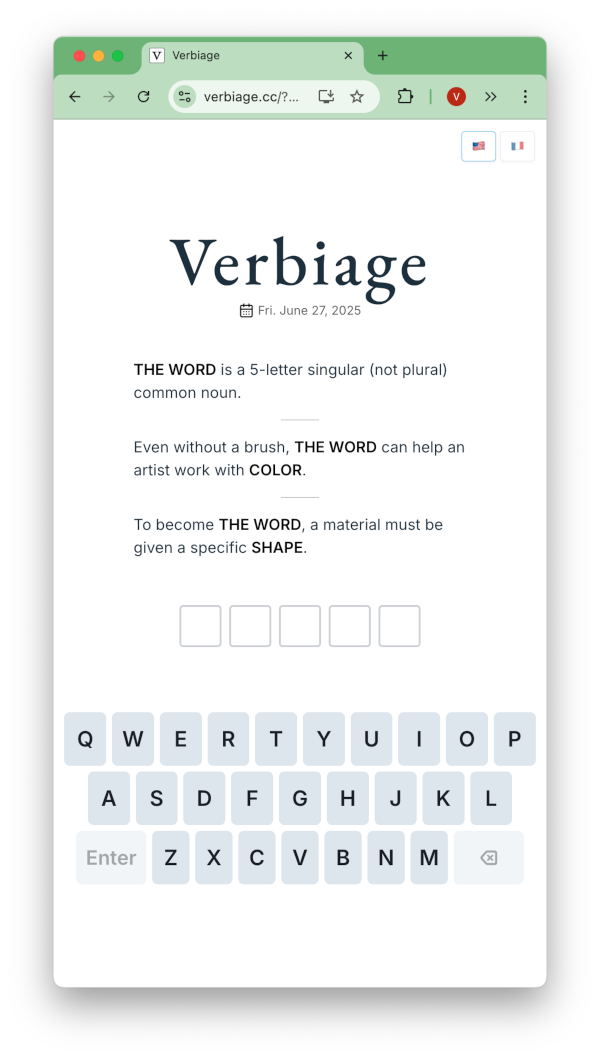 V Verbiage
verbiage.cc/?...
V
Verbiage
Fri. June 27, 2025
THE WORD is a 5-letter singular (not plural)
common noun.
Even without a brush, THE WORD can help an
artist work with COLOR.
To become THE WORD, a material must be
given a specific SHAPE.
Q W E R T Y U I O P
A S D F G H J K L
Enter Z X C V B N M